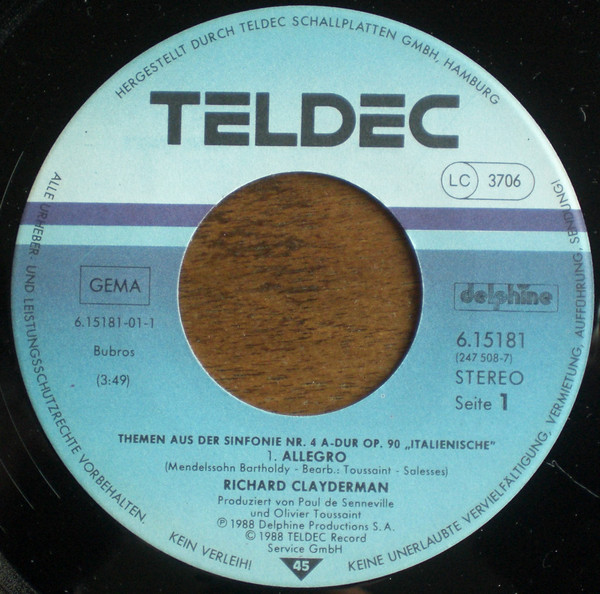 HERGESTELLT DURCH TELDEC SCHALLPLATTEN GMBH, HAMBURG
TELDEC
LC 3706
GEMA
6.15181-01-1
Bubros
(3:49)
delphine
6.15181
(247 508-7)
STEREO
Seite 1
THEMEN AUS DER SINFONIE NR. 4 A-DUR OP. 90 „ITALIENISCHE"
1. ALLEGRO
(Mendelssohn Bartholdy - Bearb.: Toussaint - Salesses)
RICHARD CLAYDERMAN
Produziert von Paul de Senneville
und Olivier Toussaint
℗ 1988 Delphine Productions S.A.
© 1988 TELDEC Record
Service GmbH
45
ALLE URHEBER- UND LEISTUNGSSCHUTZRECHTE VORBEHALTEN.
KEIN VERLEIH!
KEINE UNERLAUBTE VERVIELFÄLTIGUNG, VERMIETUNG, AUFFÜHRUNG, SENDUNG!